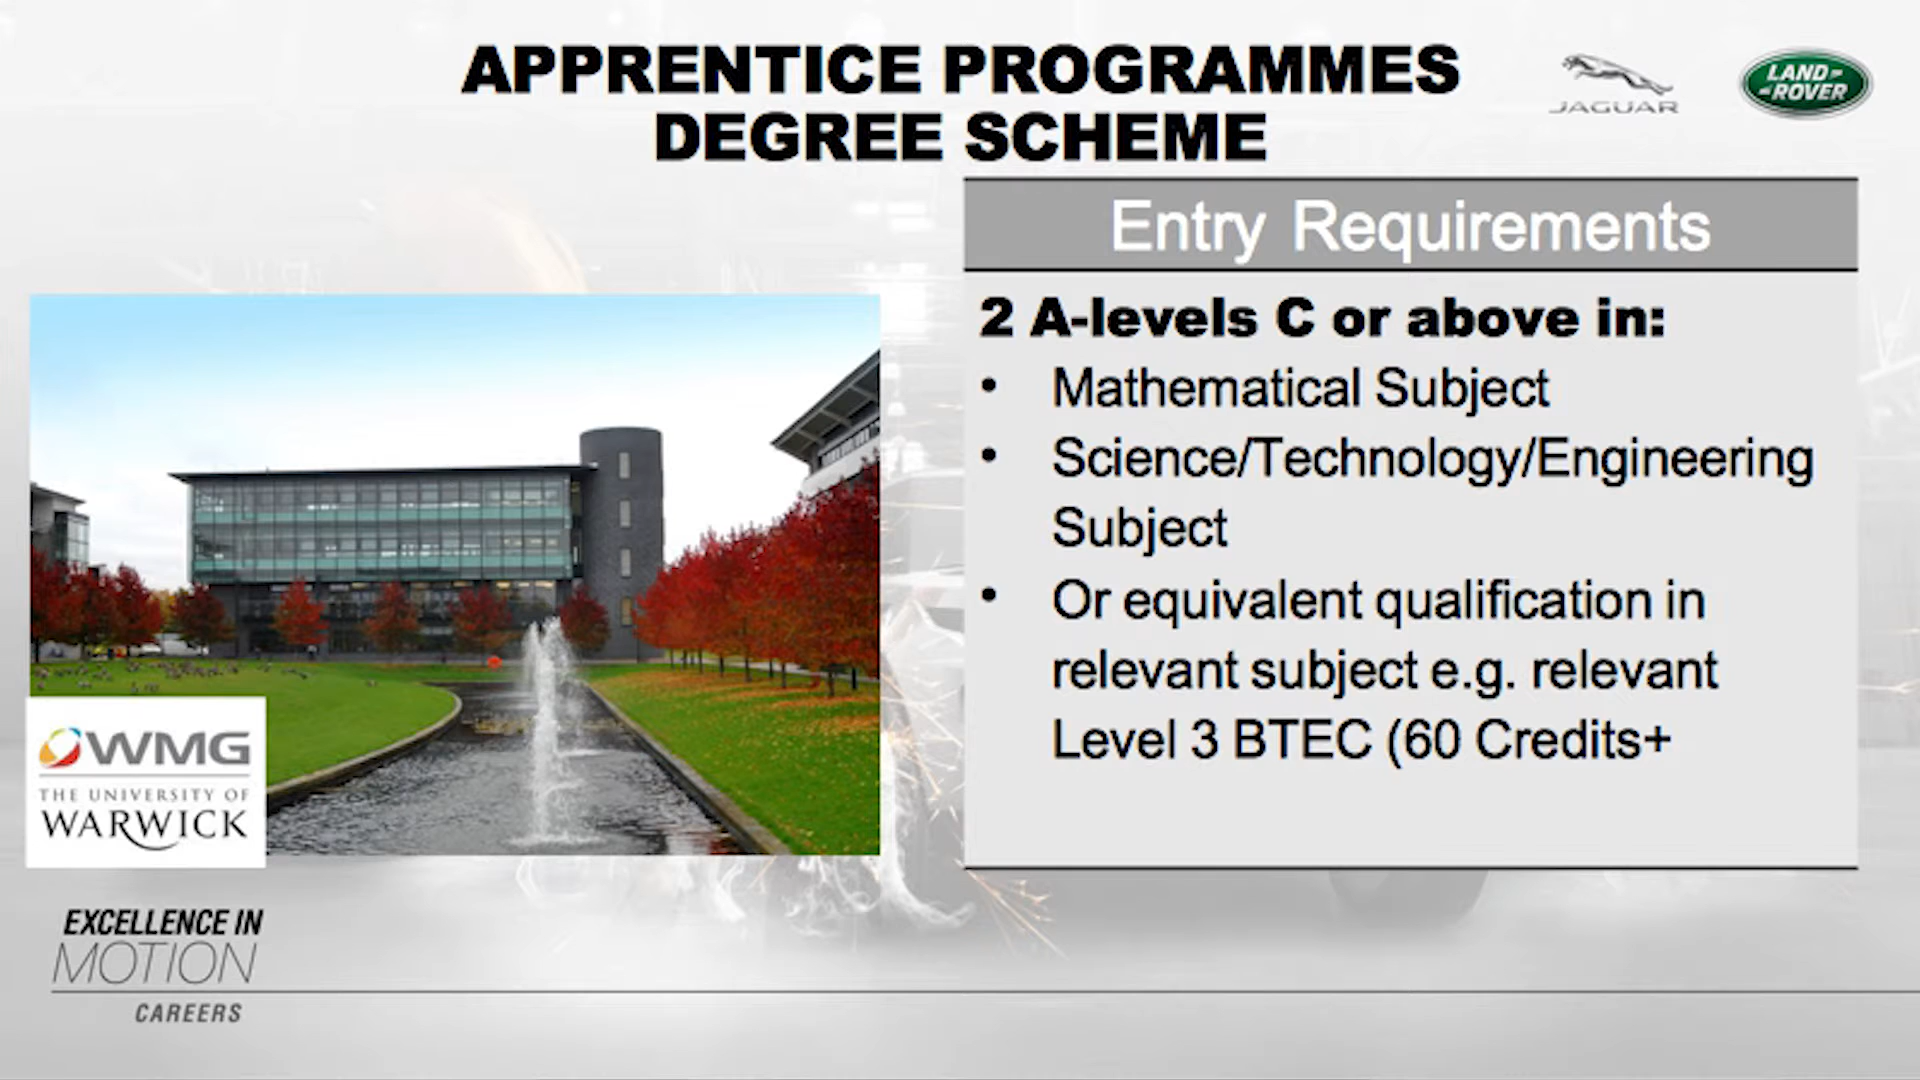 APPRENTICE PROGRAMMES
DEGREE SCHEME
JAGUAR
LAND-
-ROVER
Entry Requirements
2 A-levels C or above in:
• Mathematical Subject
• Science/Technology/Engineering
Subject
• Or equivalent qualification in
relevant subject e.g. relevant
Level 3 BTEC (60 Credits+
WMG
THE UNIVERSITY OF
WARWICK
EXCELLENCE IN
MOTION
CAREERS